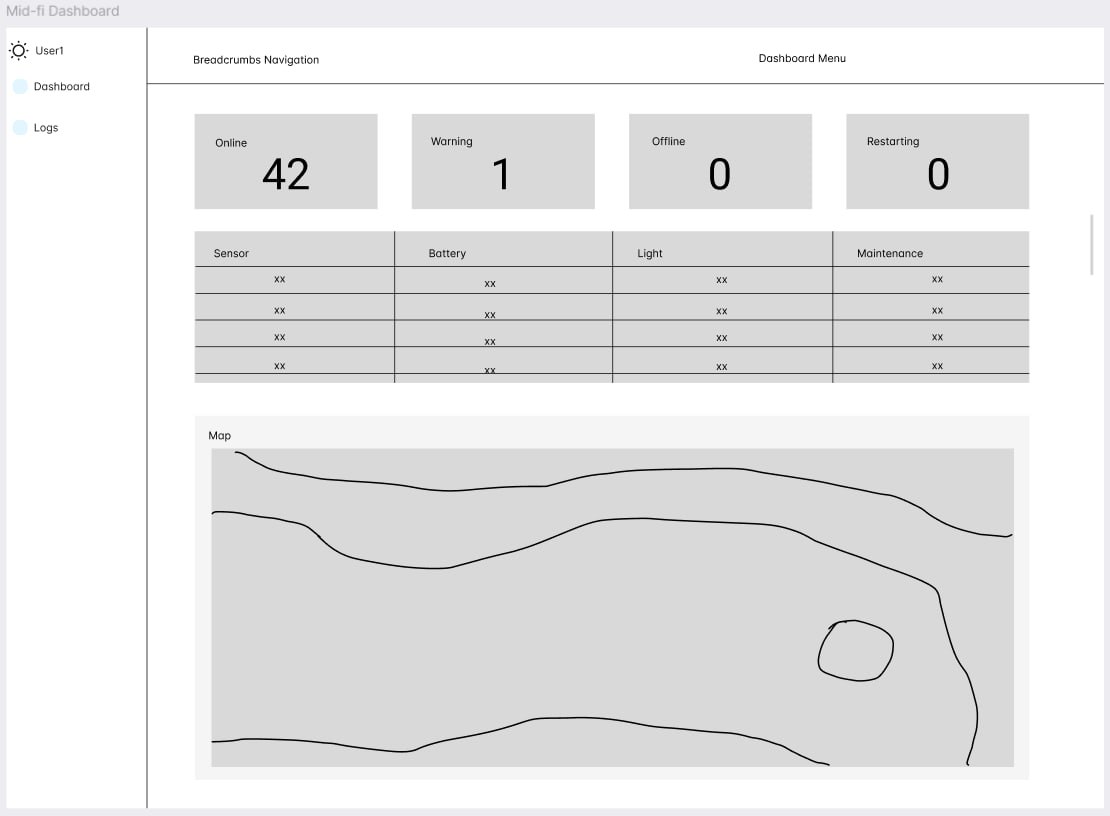 Mid-fi Dashboard
User1
Dashboard
Logs
Breadcrumbs Navigation
Dashboard Menu
Online
42
Warning
1
Offline
0
Restarting
0
Sensor Battery Light Maintenance
xx xx xx xx
xx xx xx xx
xx xx xx xx
xx xx xx xx
Map